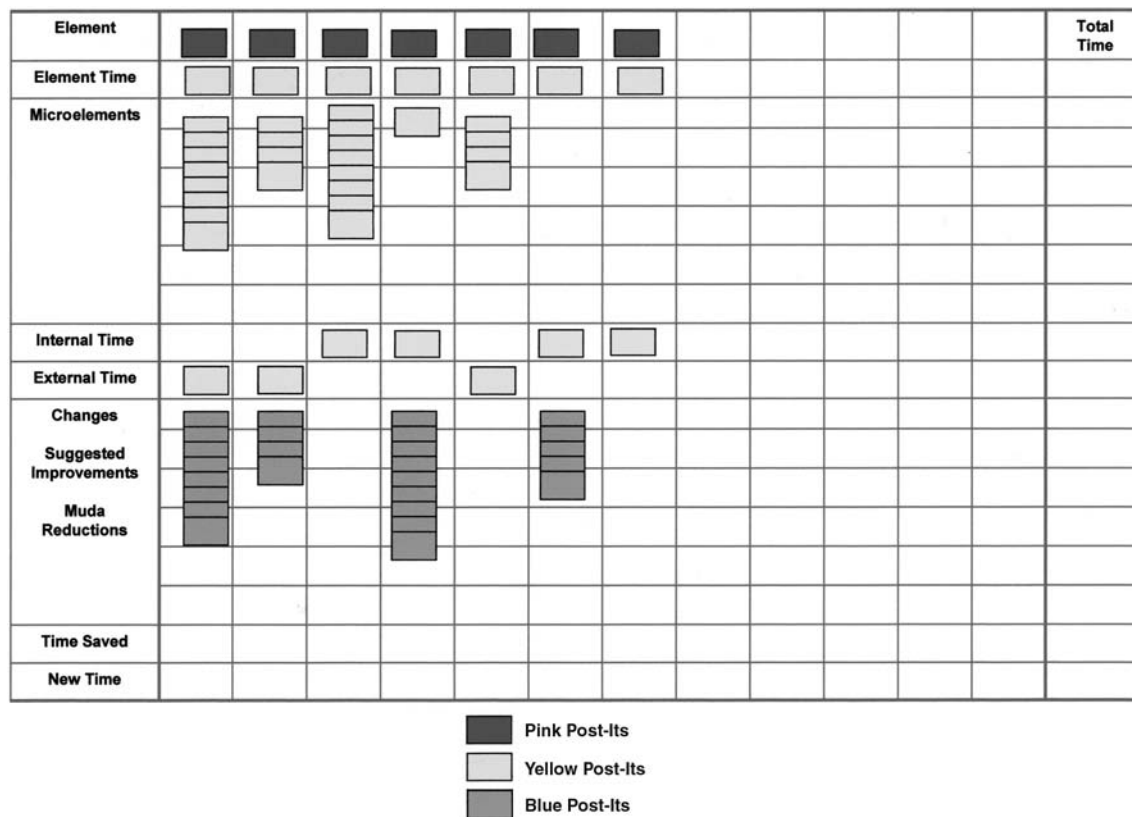 Element
Total
Time
Element Time
Microelements
Internal Time
External Time
Changes
Suggested
Improvements
Muda
Reductions
Time Saved
New Time
Pink Post-Its
Yellow Post-Its
Blue Post-Its